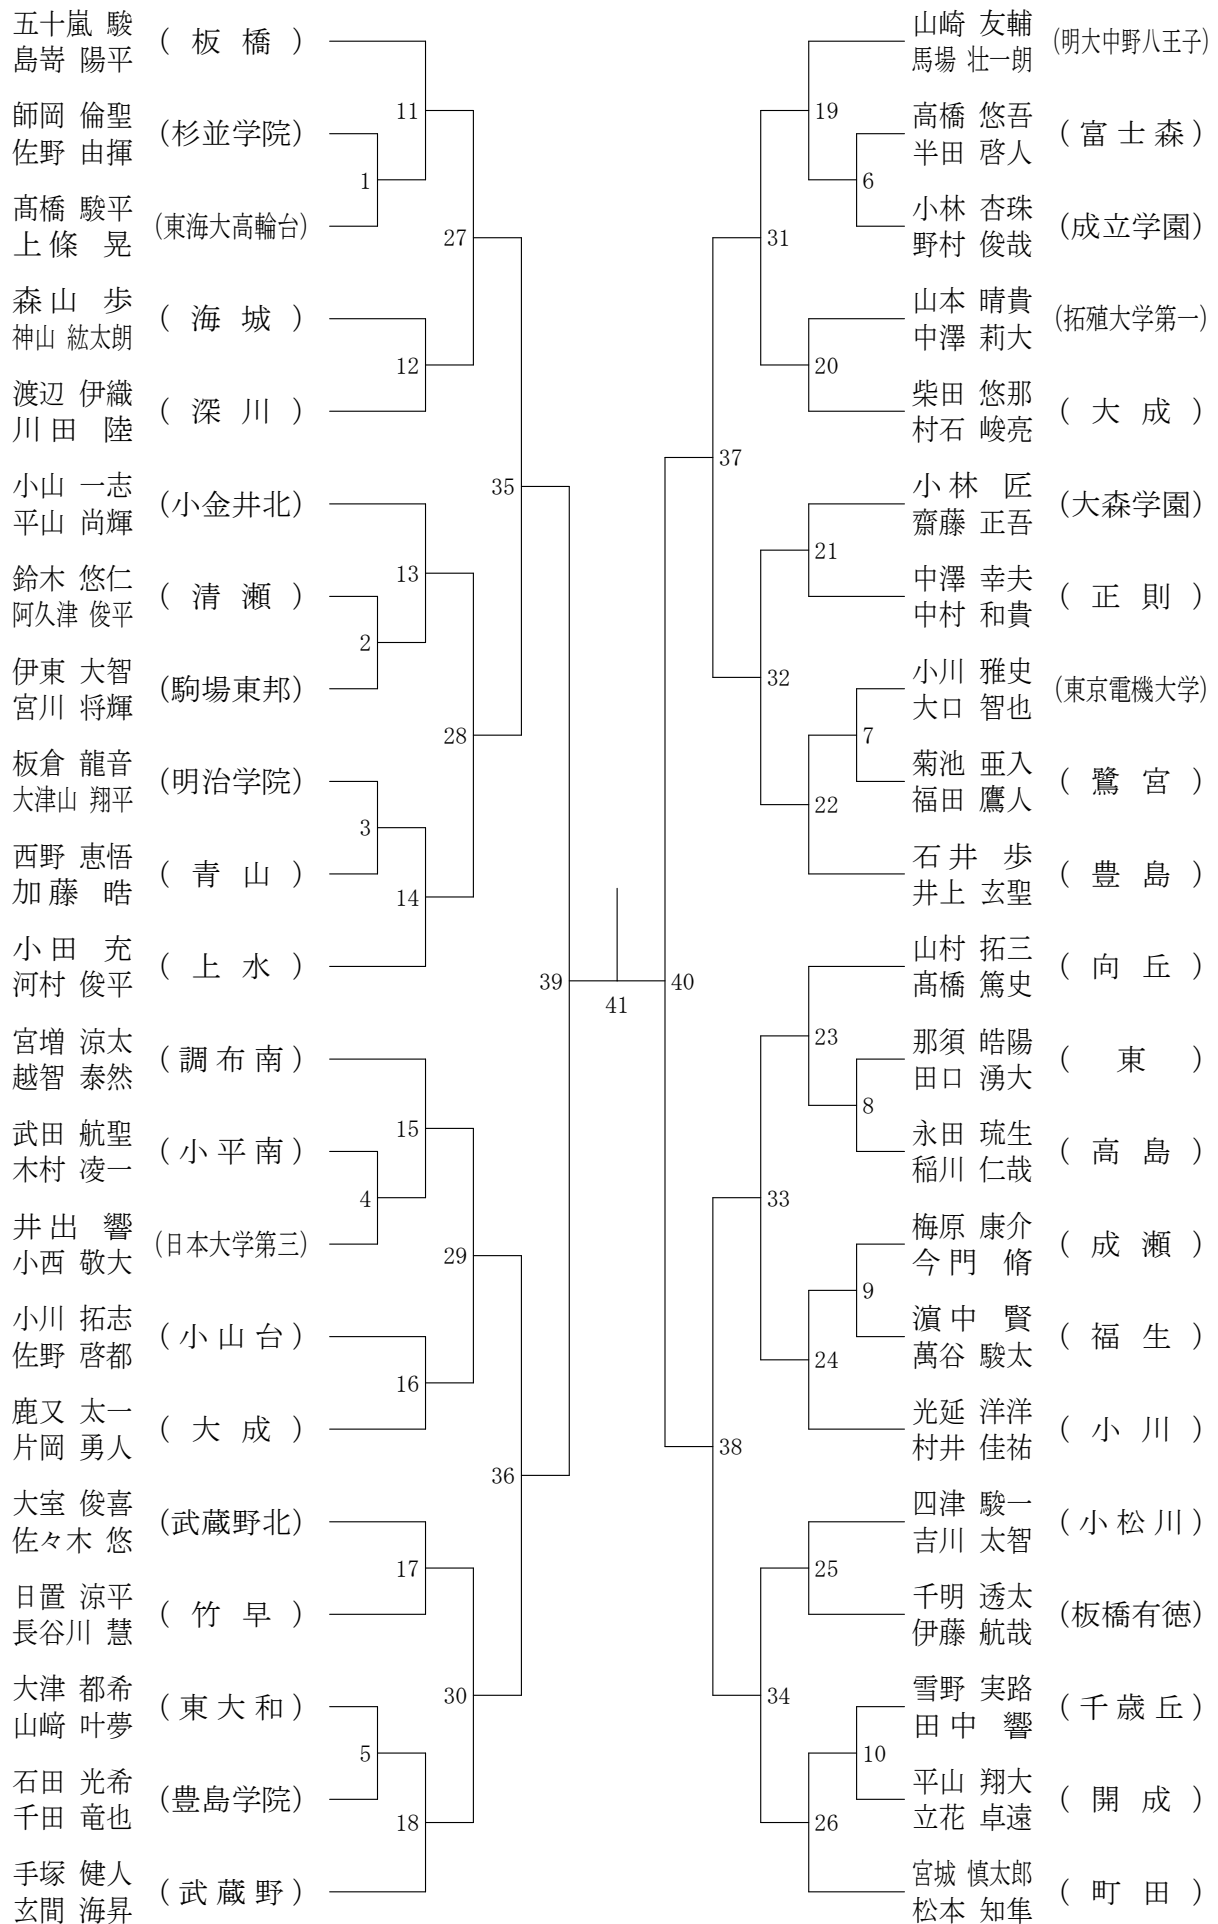 五十嵐 駿
島嵜 陽平
(板橋)
師岡 倫聖
佐野 由揮
(杉並学院)
髙橋 駿平
上條 晃
(東海大高輪台)
森山 歩
神山 紘太朗
(海城)
渡辺 伊織
川田 陸
(深川)
小山 一志
平山 尚輝
(小金井北)
鈴木 悠仁
阿久津 俊平
(清瀬)
伊東 大智
宮川 将輝
(駒場東邦)
板倉 龍音
大津山 翔平
(明治学院)
西野 恵悟
加藤 晧
(青山)
小田 充
河村 俊平
(上水)
宮増 涼太
越智 泰然
(調布南)
武田 航聖
木村 凌一
(小平南)
井出 響
小西 敬大
(日本大学第三)
小川 拓志
佐野 啓都
(小山台)
鹿又 太一
片岡 勇人
(大成)
大室 俊喜
佐々木 悠
(武蔵野北)
日置 涼平
長谷川 慧
(竹早)
大津 都希
山﨑 叶夢
(東大和)
石田 光希
千田 竜也
(豊島学院)
手塚 健人
玄間 海昇
(武蔵野)
1
2
3
4
5
11
12
13
14
15
16
17
18
27
28
29
30
35
36
39
41
40
37
38
31
32
33
34
19
20
21
22
23
24
25
26
6
7
8
9
10
山崎 友輔
馬場 壮一朗
(明大中野八王子)
高橋 悠吾
半田 啓人
(富士森)
小林 杏珠
野村 俊哉
(成立学園)
山本 晴貴
中澤 莉大
(拓殖大学第一)
柴田 悠那
村石 峻亮
(大成)
小林 匠
齋藤 正吾
(大森学園)
中澤 幸夫
中村 和貴
(正則)
小川 雅史
大口 智也
(東京電機大学)
菊池 亜入
福田 鷹人
(鷺宮)
石井 歩
井上 玄聖
(豊島)
山村 拓三
髙橋 篤史
(向丘)
那須 皓陽
田口 湧大
(東)
永田 琉生
稲川 仁哉
(高島)
梅原 康介
今門 脩
(成瀬)
濵中 賢
萬谷 駿太
(福生)
光延 洋洋
村井 佳祐
(小川)
四津 駿一
吉川 太智
(小松川)
千明 透太
伊藤 航哉
(板橋有徳)
雪野 実路
田中 響
(千歳丘)
平山 翔大
立花 卓遠
(開成)
宮城 慎太郎
松本 知隼
(町田)